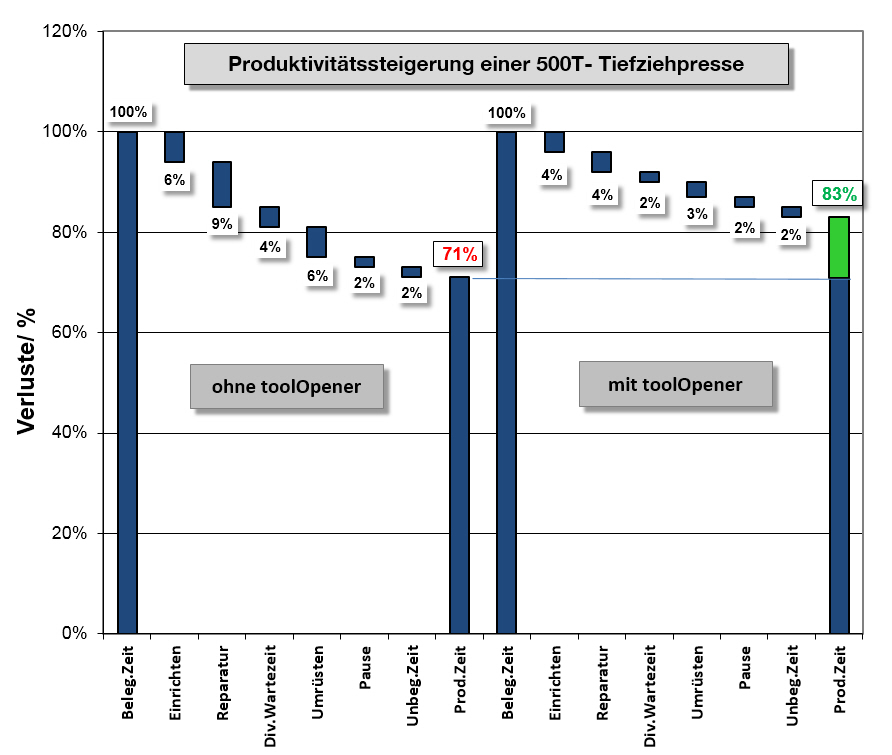 Produktivitätssteigerung einer 500T- Tiefziehpresse
120%
100%
80%
60%
40%
20%
0%
Verluste/ %
100%
6%
9%
4%
6%
2%
2%
71%
100%
4%
4%
2%
3%
2%
2%
83%
ohne toolOpener
mit toolOpener
Beleg.Zeit
Einrichten
Reparatur
Div.Wartezeit
Umrüsten
Pause
Unbeg.Zeit
Prod.Zeit
Beleg.Zeit
Einrichten
Reparatur
Div.Wartezeit
Umrüsten
Pause
Unbeg.Zeit
Prod.Zeit